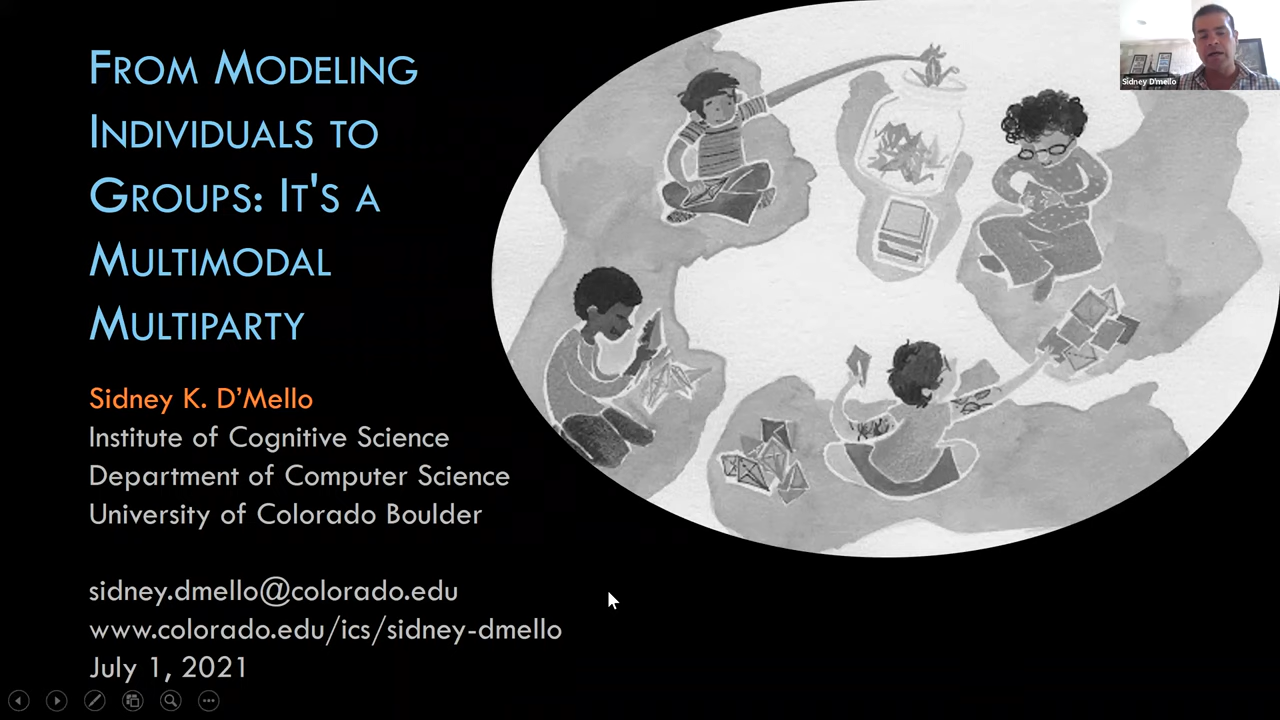 FROM MODELING
INDIVIDUALS TO
GROUPS: IT'S A
MULTIMODAL
MULTIPARTY
Sidney K. D'Mello
Institute of Cognitive Science
Department of Computer Science
University of Colorado Boulder
sidney.dmello@colorado.edu
www.colorado.edu/ics/sidney-dmello
July 1, 2021
Sidney D'mello